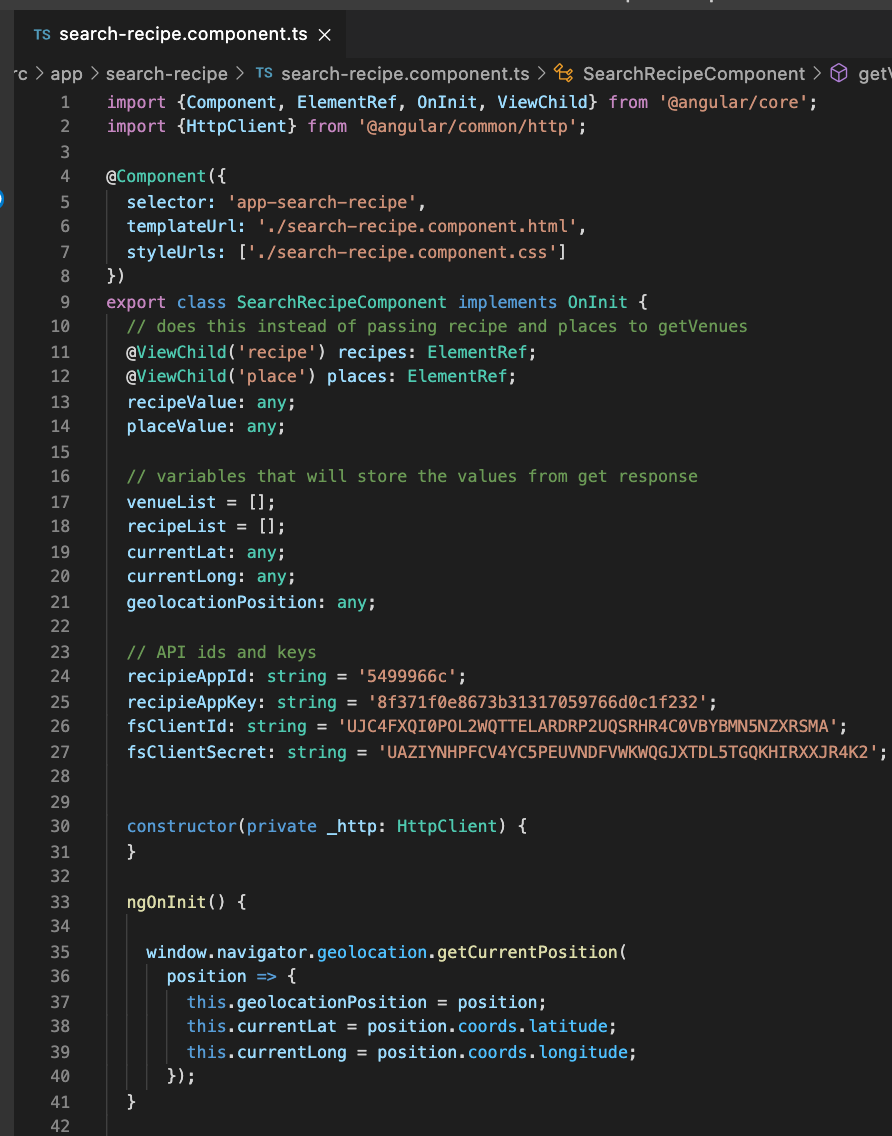 TS search-recipe.component.ts ×
rc > app > search-recipe > TS search-recipe.component.ts > SearchRecipeComponent >
1 import {Component, ElementRef, OnInit, ViewChild} from '@angular/core';
2 import {HttpClient} from '@angular/common/http';
3
4 @Component({
5 selector: 'app-search-recipe',
6 templateUrl: './search-recipe.component.html',
7 styleUrls: ['./search-recipe.component.css']
8 })
9 export class SearchRecipeComponent implements OnInit {
10 // does this instead of passing recipe and places to getVenues
11 @ViewChild('recipe') recipes: ElementRef;
12 @ViewChild('place') places: ElementRef;
13 recipeValue: any;
14 placeValue: any;
15
16 // variables that will store the values from get response
17 venueList = [];
18 recipeList = [];
19 currentLat: any;
20 currentLong: any;
21 geolocationPosition: any;
22
23 // API ids and keys
24 recipieAppId: string = '5499966c';
25 recipieAppKey: string = '8f371f0e8673b31317059766d0c1f232';
26 fsClientId: string = 'UJC4FXQI0POL2WQTTELARDRP2UQSRHR4C0VBYBMN5NZXRSMA';
27 fsClientSecret: string = 'UAZIYNHPFCV4YC5PEUVNDFVWKWQGJXTDL5TGQKHIRXXJR4K2';
28
29
30 constructor(private _http: HttpClient) {
31 }
32
33 ngOnInit() {
34
35 window.navigator.geolocation.getCurrentPosition(
36 position => {
37 this.geolocationPosition = position;
38 this.currentLat = position.coords.latitude;
39 this.currentLong = position.coords.longitude;
40 });
41 }
42